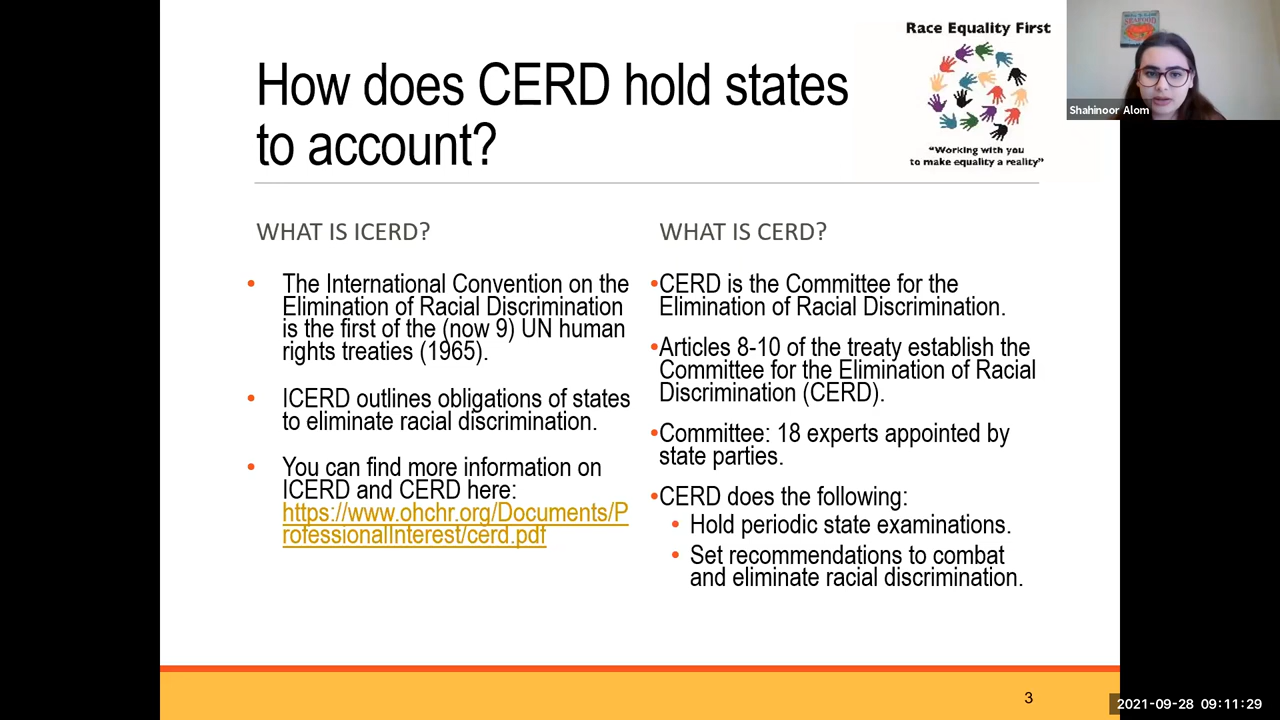 Race Equality First
"Working with you
to make equality a reality"
Shahinoor Alom
How does CERD hold states
to account?
WHAT IS ICERD?
• The International Convention on the
Elimination of Racial Discrimination
is the first of the (now 9) UN human
rights treaties (1965).
• ICERD outlines obligations of states
to eliminate racial discrimination.
• You can find more information on
ICERD and CERD here:
https://www.ohchr.org/Documents/P
rofessionalInterest/cerd.pdf
WHAT IS CERD?
•CERD is the Committee for the
Elimination of Racial Discrimination.
•Articles 8-10 of the treaty establish the
Committee for the Elimination of Racial
Discrimination (CERD).
•Committee: 18 experts appointed by
state parties.
•CERD does the following:
• Hold periodic state examinations.
• Set recommendations to combat
and eliminate racial discrimination.
3
2021-09-28 09:11:29